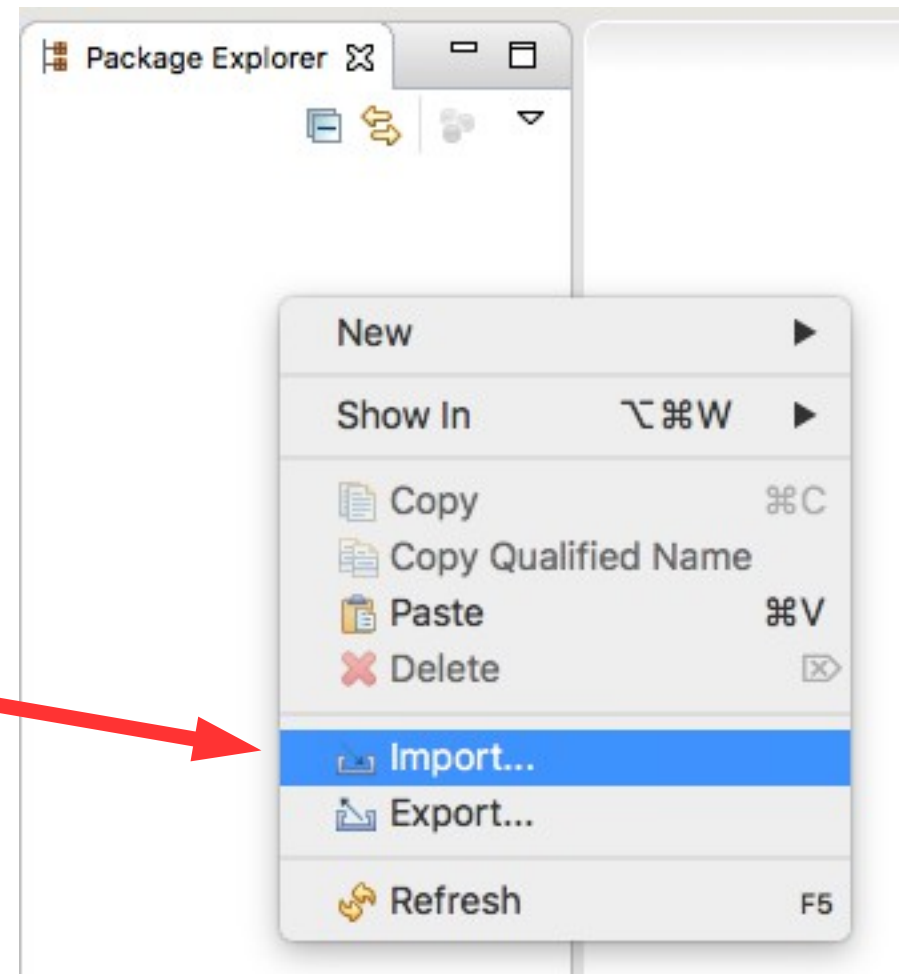 Package Explorer
New
Show In ⌥⌘W
Copy ⌘C
Copy Qualified Name
Paste ⌘V
Delete ⌦
Import...
Export...
Refresh F5